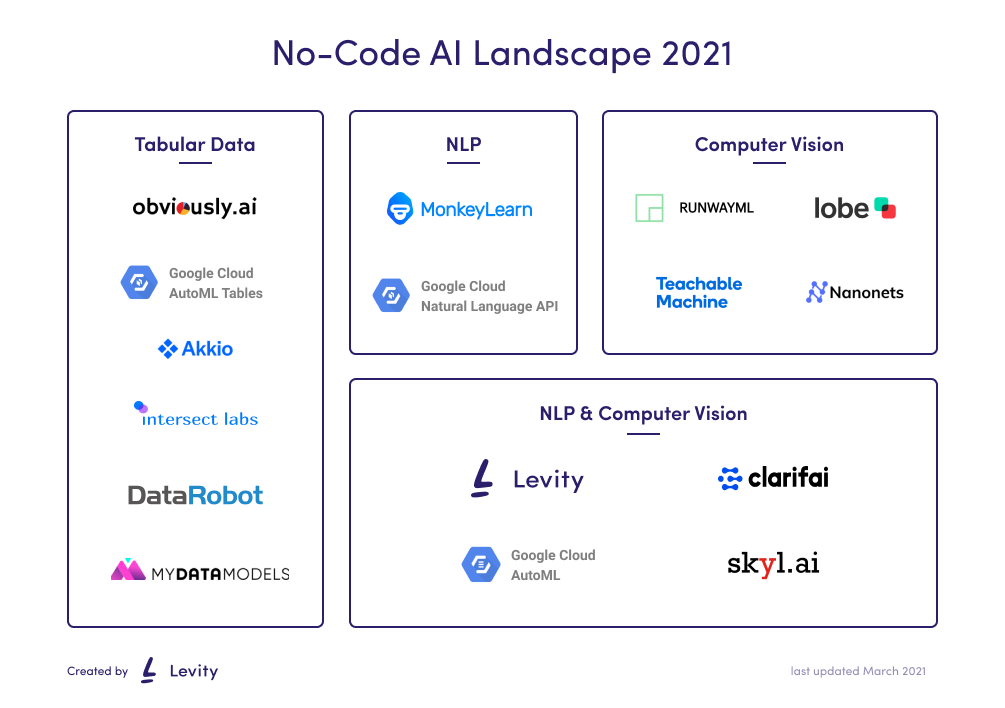 No-Code AI Landscape 2021
Tabular Data
obviously.ai
Google Cloud
AutoML Tables
Akkio
intersect labs
DataRobot
MYDATAMODELS
NLP
MonkeyLearn
Google Cloud
Natural Language API
Computer Vision
RUNWAYML
lobe
Teachable
Machine
Nanonets
NLP & Computer Vision
Levity
clarifai
Google Cloud
AutoML
skyl.ai
Created by
Levity
last updated March 2021